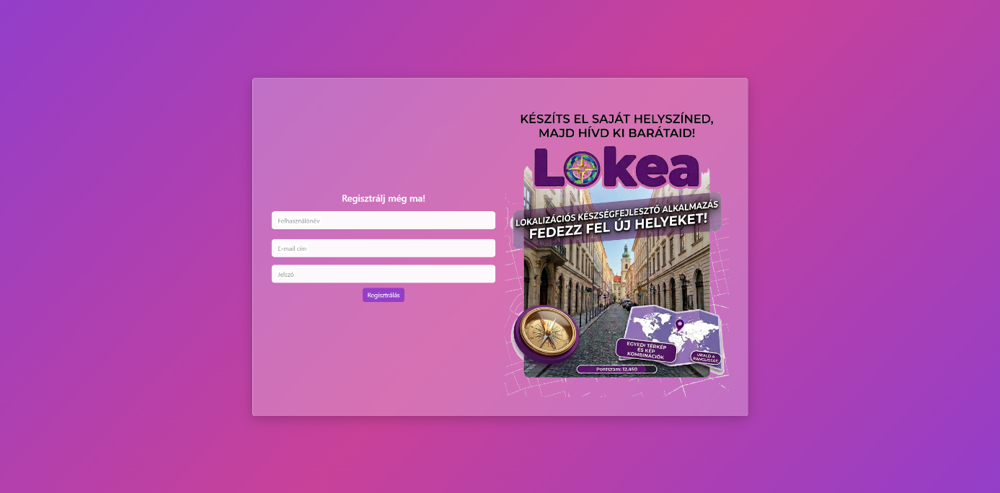 Regisztrálj még ma!
Felhasználónév
E-mail cím
Jelszó
Regisztrálás
KÉSZÍTS EL SAJÁT HELYSZÍNED,
MAJD HÍVD KI BARÁTAID!
Lokea
LOKALIZÁCIÓS KÉSZSÉGFEJLESZTŐ ALKALMAZÁS
FEDEZZ FEL ÚJ HELYEKET!
EGYEDI TÉRKÉP
ÉS KÉP
KOMBINÁCIÓK
URALD A
RANGLISTÁT!
Pontszám: 12,450